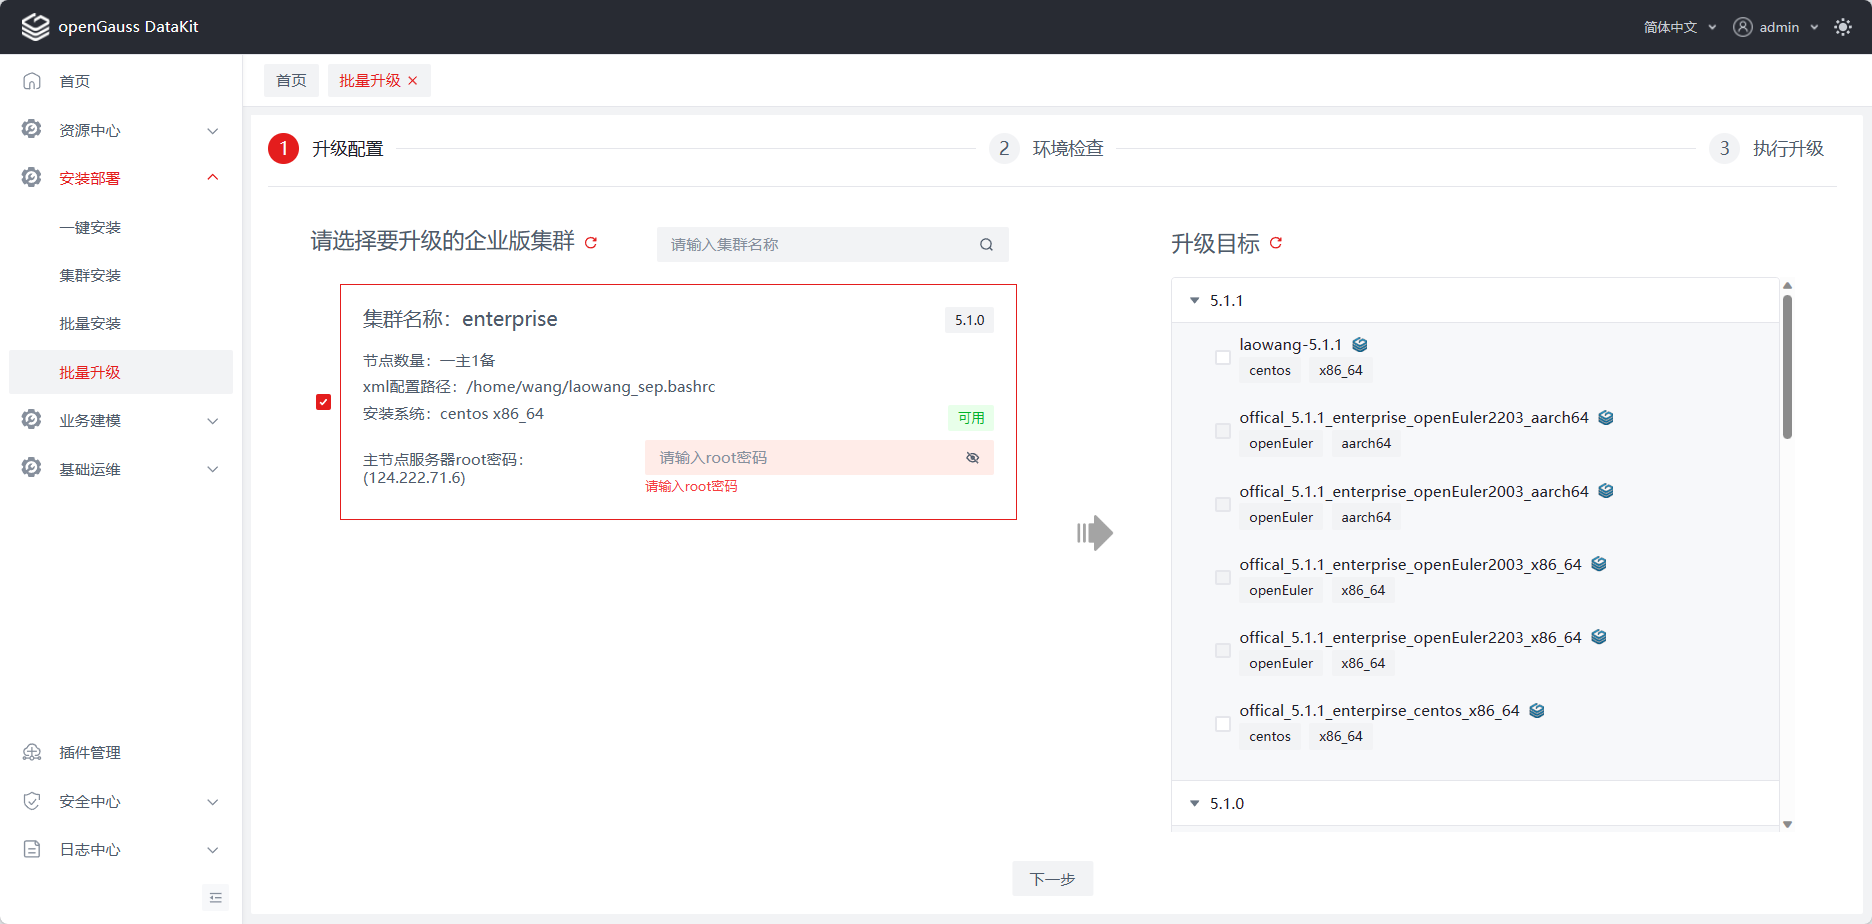 openGauss DataKit
简体中文
admin
首页
资源中心
安装部署
一键安装
集群安装
批量安装
批量升级
业务建模
基础运维
插件管理
安全中心
日志中心
首页
批量升级
1 升级配置
2 环境检查
3 执行升级
请选择要升级的企业版集群
请输入集群名称
集群名称：enterprise
5.1.0
节点数量：一主1备
xml配置路径：/home/wang/laowang_sep.bashrc
安装系统：centos x86_64
可用
主节点服务器root密码：
(124.222.71.6)
请输入root密码
请输入root密码
升级目标
5.1.1
laowang-5.1.1
centos x86_64
offical_5.1.1_enterprise_openEuler2203_aarch64
openEuler aarch64
offical_5.1.1_enterprise_openEuler2003_aarch64
openEuler aarch64
offical_5.1.1_enterprise_openEuler2003_x86_64
openEuler x86_64
offical_5.1.1_enterprise_openEuler2203_x86_64
openEuler x86_64
offical_5.1.1_enterpirse_centos_x86_64
centos x86_64
5.1.0
下一步